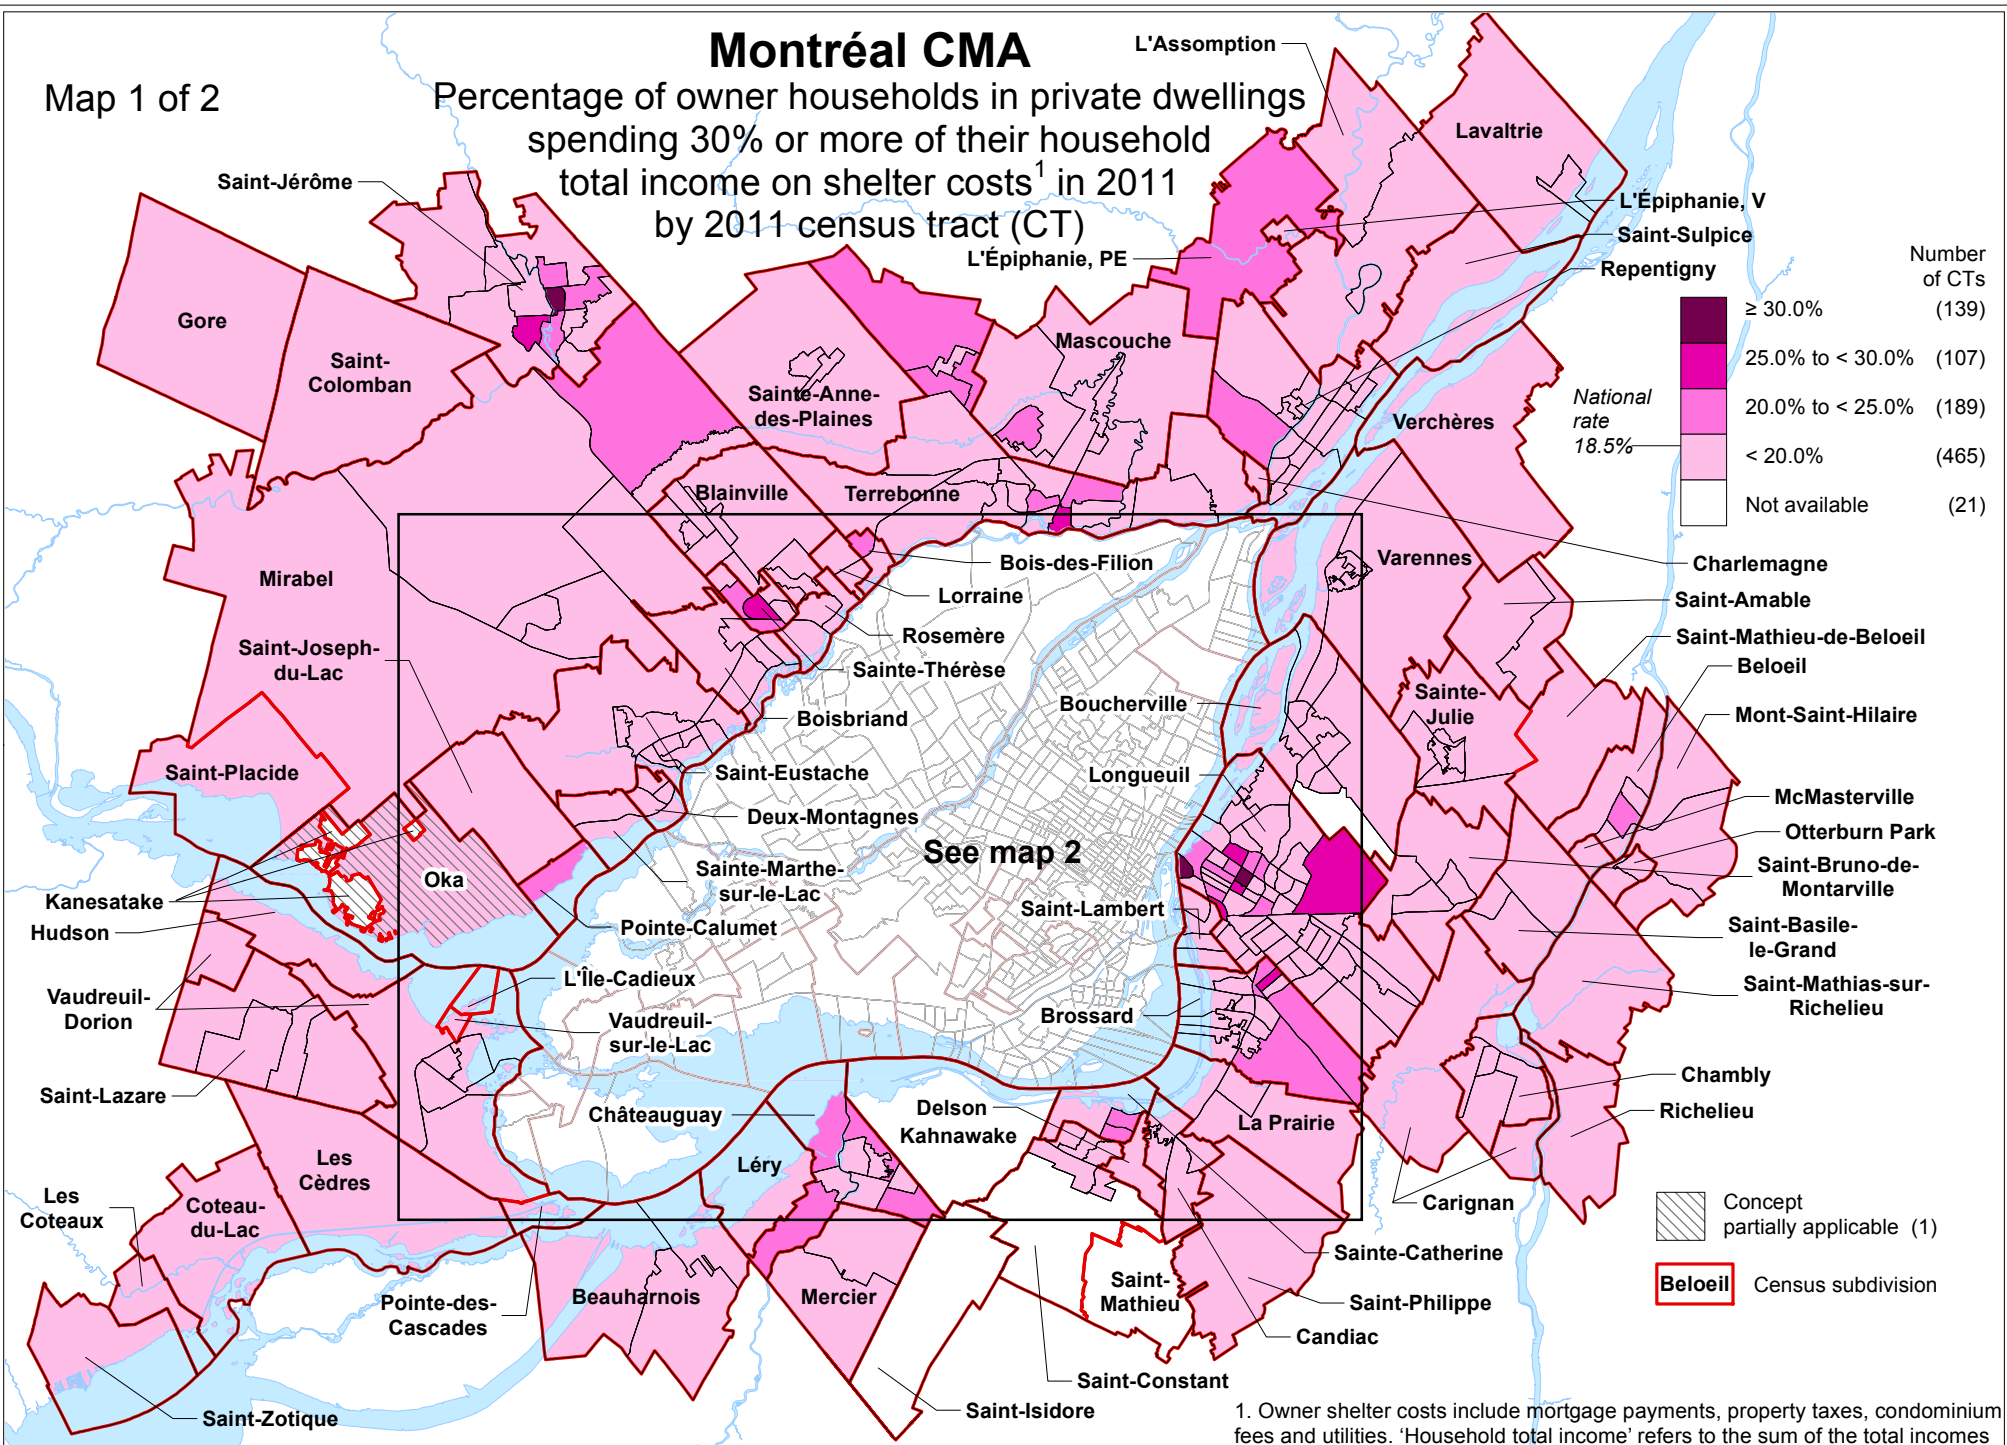 Montréal CMA
Map 1 of 2
Percentage of owner households in private dwellings
spending 30% or more of their household
total income on shelter costs¹ in 2011
by 2011 census tract (CT)
L'Assomption
Lavaltrie
Saint-Jérôme
L'Épiphanie, V
Saint-Sulpice
L'Épiphanie, PE
Repentigny
Number
of CTs
≥ 30.0% (139)
25.0% to < 30.0% (107)
20.0% to < 25.0% (189)
< 20.0% (465)
Not available (21)
National
rate
18.5%
Gore
Saint-
Colomban
Mascouche
Sainte-Anne-
des-Plaines
Verchères
Blainville
Terrebonne
Varennes
Charlemagne
Bois-des-Filion
Mirabel
Lorraine
Saint-Amable
Rosemère
Saint-Mathieu-de-Beloeil
Saint-Joseph-
du-Lac
Sainte-Thérèse
Beloeil
Boucherville
Sainte-
Julie
Boisbriand
Mont-Saint-Hilaire
Saint-Placide
Saint-Eustache
Longueuil
McMasterville
Deux-Montagnes
Otterburn Park
See map 2
Sainte-Marthe-
sur-le-Lac
Saint-Bruno-de-
Montarville
Oka
Kanesatake
Saint-Lambert
Hudson
Pointe-Calumet
Saint-Basile-
le-Grand
L'Île-Cadieux
Saint-Mathias-sur-
Richelieu
Vaudreuil-
Dorion
Vaudreuil-
sur-le-Lac
Brossard
Saint-Lazare
Chambly
Châteauguay
Delson
Richelieu
Kahnawake
La Prairie
Les
Cèdres
Léry
Les
Coteaux
Coteau-
du-Lac
Carignan
Concept
partially applicable (1)
Sainte-Catherine
Saint-
Mathieu
Beloeil Census subdivision
Pointe-des-
Cascades
Beauharnois
Mercier
Saint-Philippe
Candiac
Saint-Constant
Saint-Isidore
Saint-Zotique
1. Owner shelter costs include mortgage payments, property taxes, condominium
fees and utilities. ‘Household total income’ refers to the sum of the total incomes